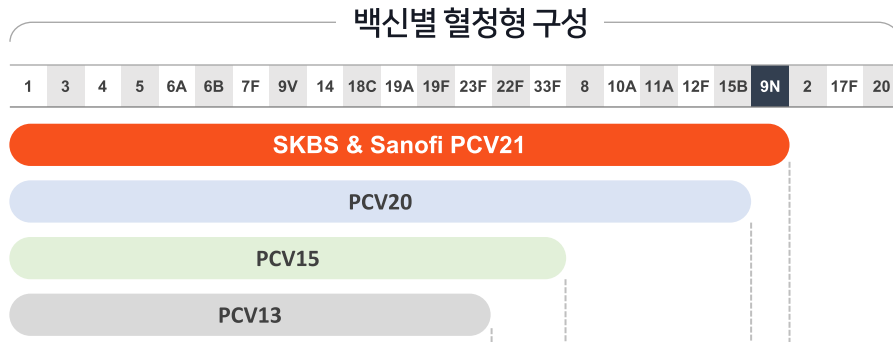 백신별 혈청형 구성
1 3 4 5 6A 6B 7F 9V 14 18C 19A 19F 23F 22F 33F 8 10A 11A 12F 15B 9N 2 17F 20
SKBS & Sanofi PCV21
PCV20
PCV15
PCV13